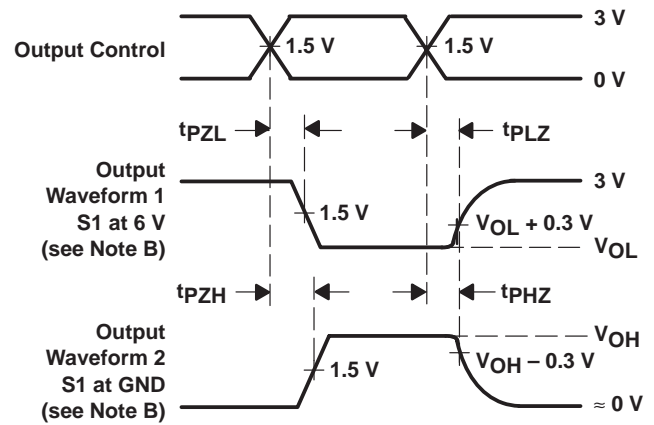 3 V
Output Control
1.5 V
1.5 V
0 V
tPZL
tPLZ
Output
Waveform 1
S1 at 6 V
(see Note B)
3 V
1.5 V
VOL + 0.3 V
VOL
tPZH
tPHZ
Output
Waveform 2
S1 at GND
(see Note B)
VOH
1.5 V
VOH – 0.3 V
≈ 0 V